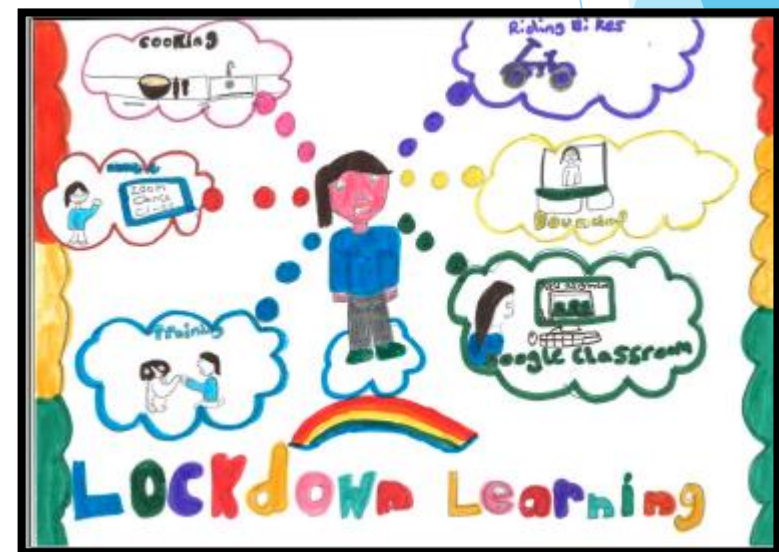 cooking
Riding Bikes
Zoom
Dance
Class
Training
Google Classroom
Lockdown Learning